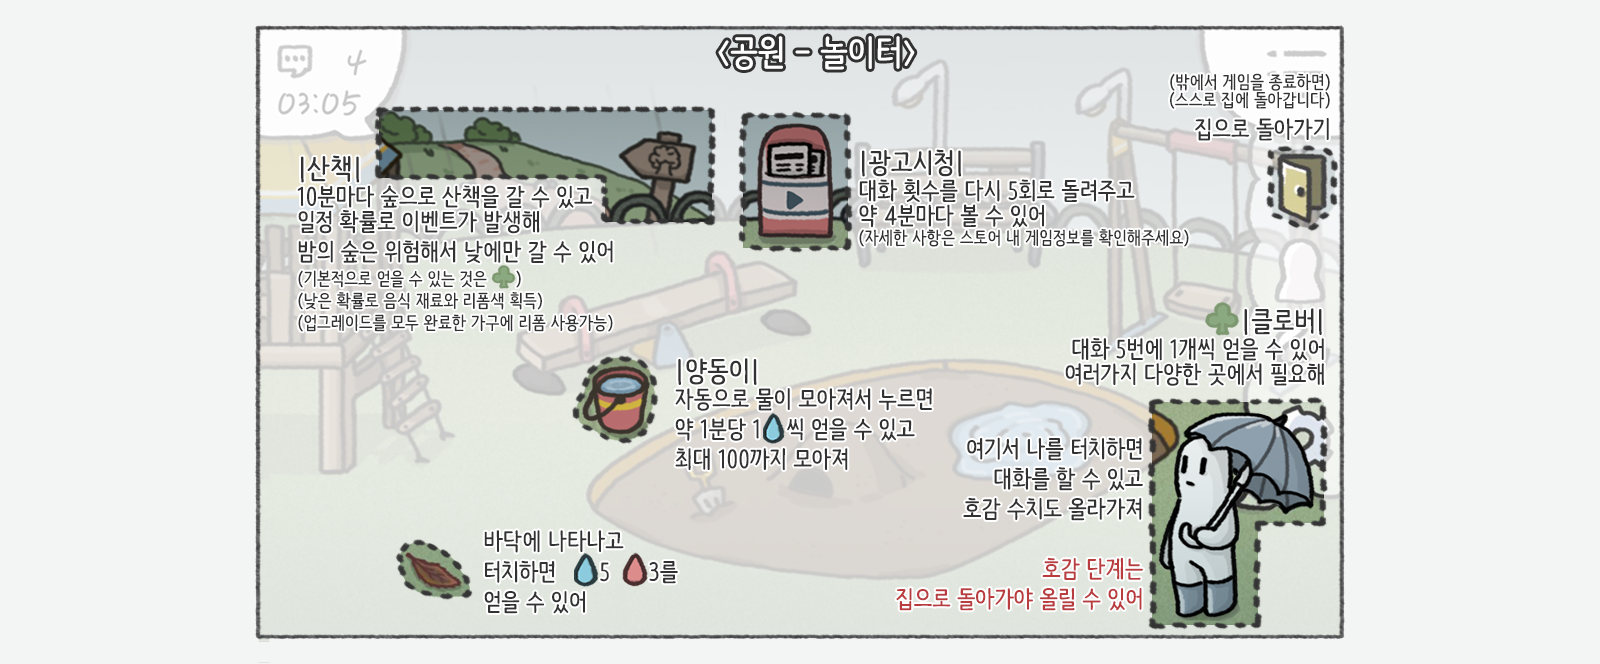 <공원 - 놀이터>
4
03:05
(밖에서 게임을 종료하면)
(스스로 집에 돌아갑니다)
집으로 돌아가기
|산책|
10분마다 숲으로 산책을 갈 수 있고
일정 확률로 이벤트가 발생해
밤의 숲은 위험해서 낮에만 갈 수 있어
(기본적으로 얻을 수 있는 것은 )
(낮은 확률로 음식 재료와 리폼색 획득)
(업그레이드를 모두 완료한 가구에 리폼 사용가능)
|광고시청|
대화 횟수를 다시 5회로 돌려주고
약 4분마다 볼 수 있어
(자세한 사항은 스토어 내 게임정보를 확인해주세요)
|클로버|
대화 5번에 1개씩 얻을 수 있어
여러가지 다양한 곳에서 필요해
|양동이|
자동으로 물이 모아져서 누르면
약 1분당 1 씩 얻을 수 있고
최대 100까지 모아져
여기서 나를 터치하면
대화를 할 수 있고
호감 수치도 올라가져
호감 단계는
집으로 돌아가야 올릴 수 있어
바닥에 나타나고
터치하면 5 3를
얻을 수 있어